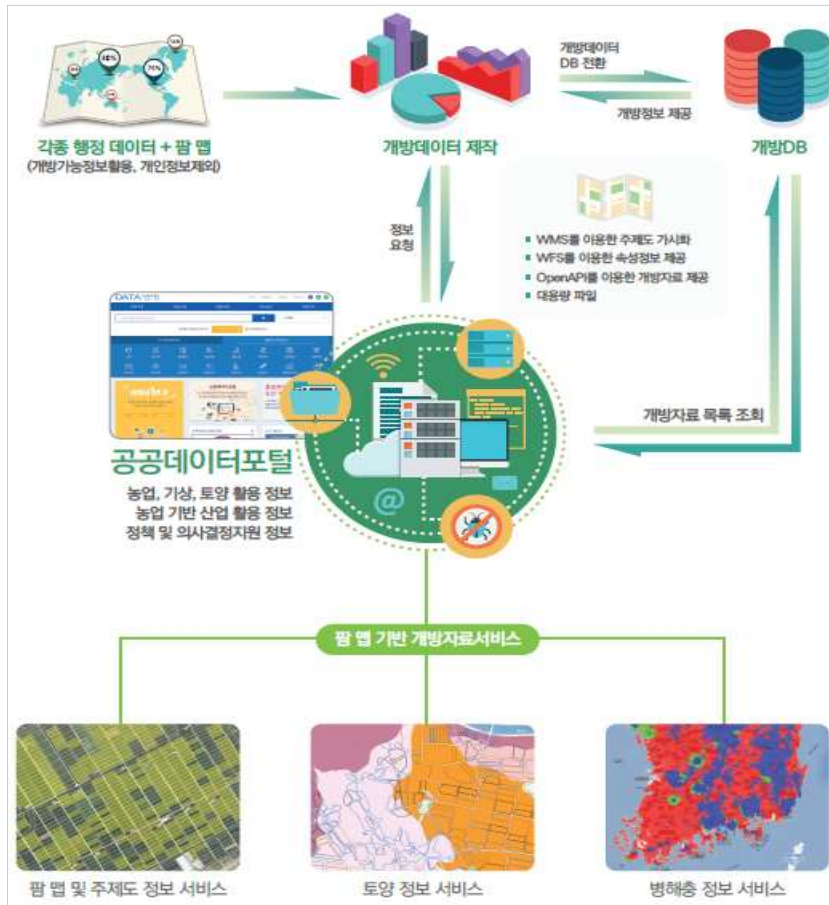 48%
74%
각종 행정 데이터 + 팜 맵
(개방가능정보활용, 개인정보제외)
개방데이터 제작
개방데이터
DB 전환
개방정보 제공
개방DB
정보
요청
WMS를 이용한 주제도 가시화
WFS를 이용한 속성정보 제공
OpenAPI를 이용한 개방자료 제공
대용량 파일
DATA
개방자료 목록 조회
@
공공데이터포털
농업, 기상, 토양 활용 정보
농업 기반 산업 활용 정보
정책 및 의사결정지원 정보
팜 맵 기반 개방자료서비스
팜 맵 및 주제도 정보 서비스
토양 정보 서비스
병해충 정보 서비스